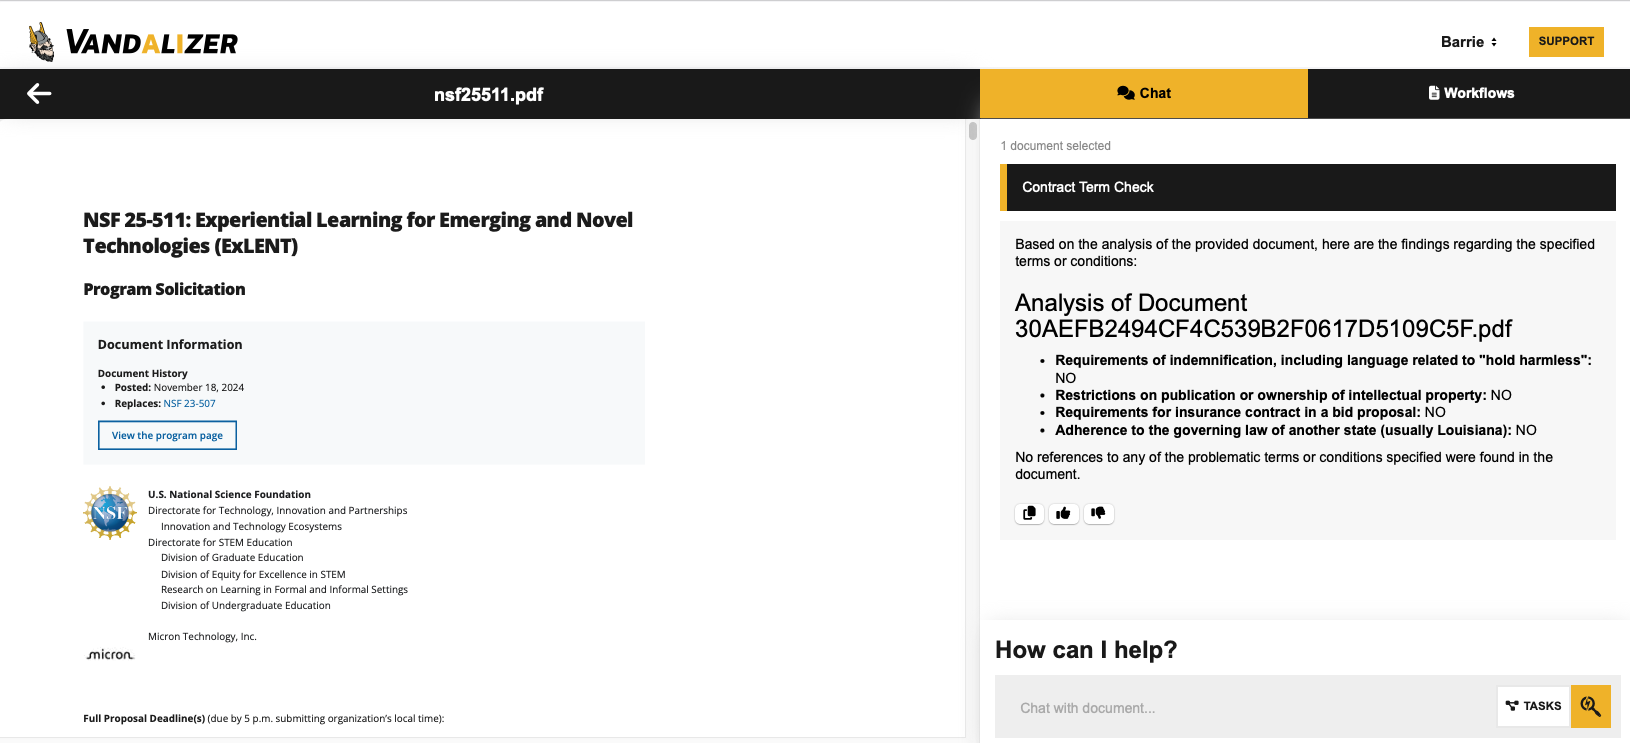 VANDALIZER
Barrie
SUPPORT
nsf25511.pdf
Chat
Workflows
NSF 25-511: Experiential Learning for Emerging and Novel
Technologies (ExLENT)
Program Solicitation
Document Information
Document History
• Posted: November 18, 2024
• Replaces: NSF 23-507
View the program page
NSF
U.S. National Science Foundation
Directorate for Technology, Innovation and Partnerships
Innovation and Technology Ecosystems
Directorate for STEM Education
Division of Graduate Education
Division of Equity for Excellence in STEM
Research on Learning in Formal and Informal Settings
Division of Undergraduate Education
Micron Technology, Inc.
micron
Full Proposal Deadline(s) (due by 5 p.m. submitting organization's local time):
1 document selected
Contract Term Check
Based on the analysis of the provided document, here are the findings regarding the specified
terms or conditions:
Analysis of Document
30AEFB2494CF4C539B2F0617D5109C5F.pdf
• Requirements of indemnification, including language related to "hold harmless":
NO
• Restrictions on publication or ownership of intellectual property: NO
• Requirements for insurance contract in a bid proposal: NO
• Adherence to the governing law of another state (usually Louisiana): NO
No references to any of the problematic terms or conditions specified were found in the
document.
How can I help?
Chat with document...
TASKS